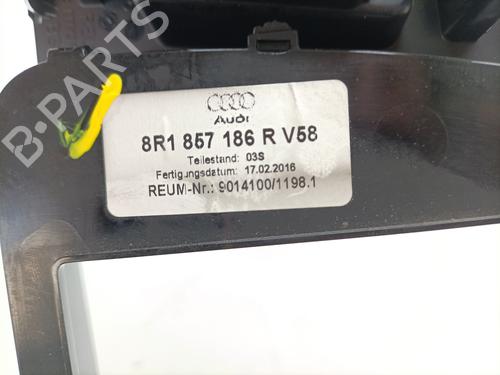 Audi
8R1 857 186 R V58
Teilestand: 03S
Fertigungsdatum: 17.02.2016
REUM-Nr.: 9014100/1198.1
B-PARTS